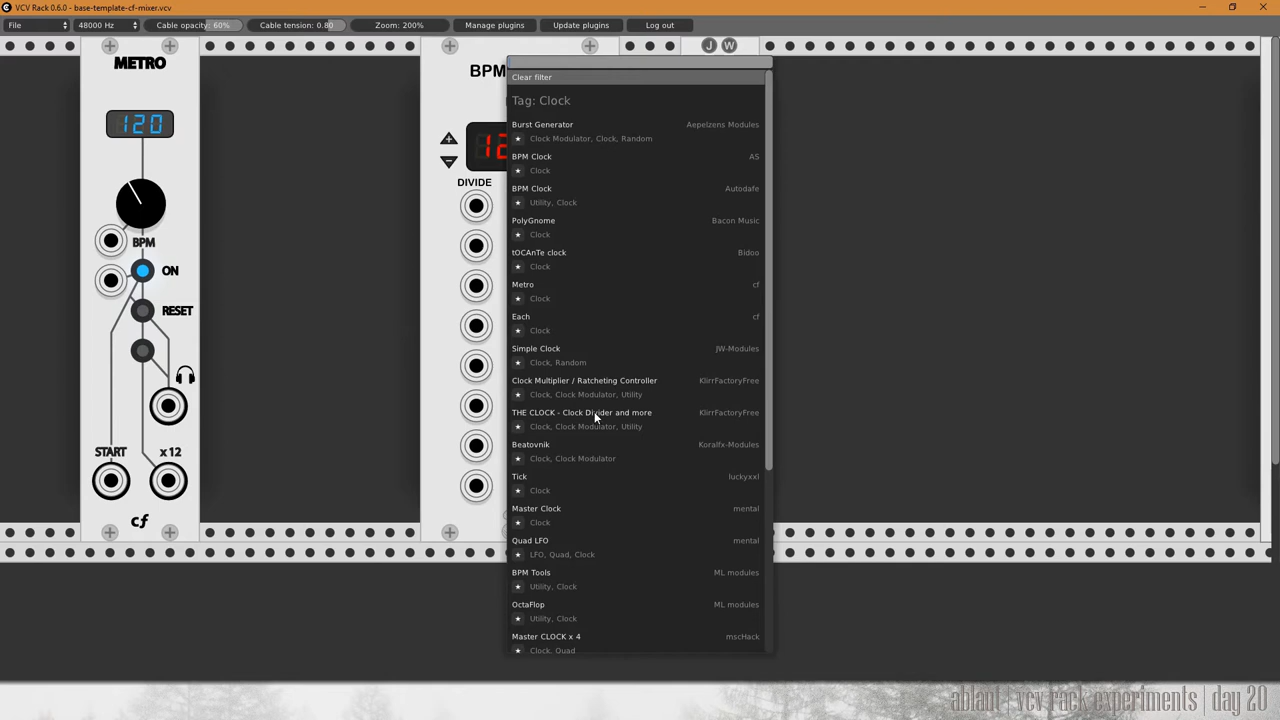 VCV Rack 0.6.0 - base-template-cf-mixer.vcv
File 48000 Hz Cable opacity: 60% Cable tension: 0.80 Zoom: 200% Manage plugins Update plugins Log out
J W
METRO
120
BPM
ON
RESET
START
x 12
cf
BPM
12
DIVIDE
Clear filter
Tag: Clock
Burst Generator Aepelzens Modules
Clock Modulator, Clock, Random
BPM Clock AS
Clock
BPM Clock Autodafe
Utility, Clock
PolyGnome Bacon Music
Clock
tOCAnTe clock Bidoo
Clock
Metro cf
Clock
Each cf
Clock
Simple Clock JW-Modules
Clock, Random
Clock Multiplier / Ratcheting Controller KlirrFactoryFree
Clock, Clock Modulator, Utility
THE CLOCK - Clock Divider and more KlirrFactoryFree
Clock, Clock Modulator, Utility
Beatovnik Koralfx-Modules
Clock, Clock Modulator
Tick luckyxxl
Clock
Master Clock mental
Clock
Quad LFO mental
LFO, Quad, Clock
BPM Tools ML modules
Utility, Clock
OctaFlop ML modules
Utility, Clock
Master CLOCK x 4 mscHack
Clock, Quad
ablant | vcv rack experiments | day 20